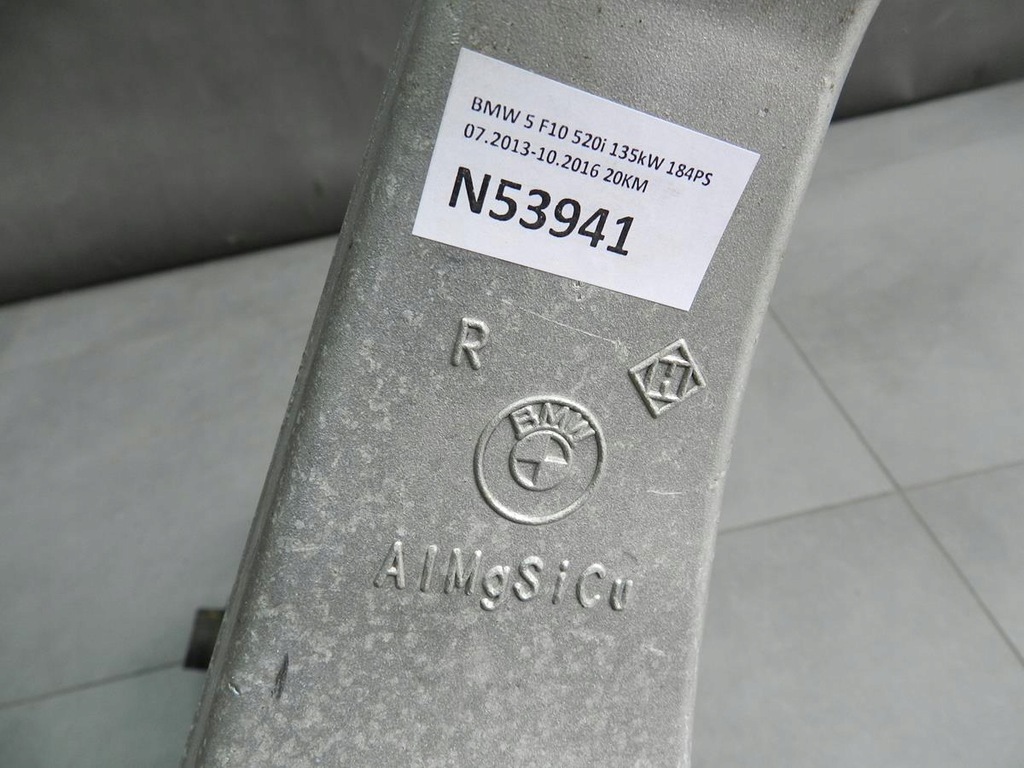 BMW 5 F10 520i 135kW 184PS
07.2013-10.2016 20KM
N53941
R
H
BMW
AlMgSiCu